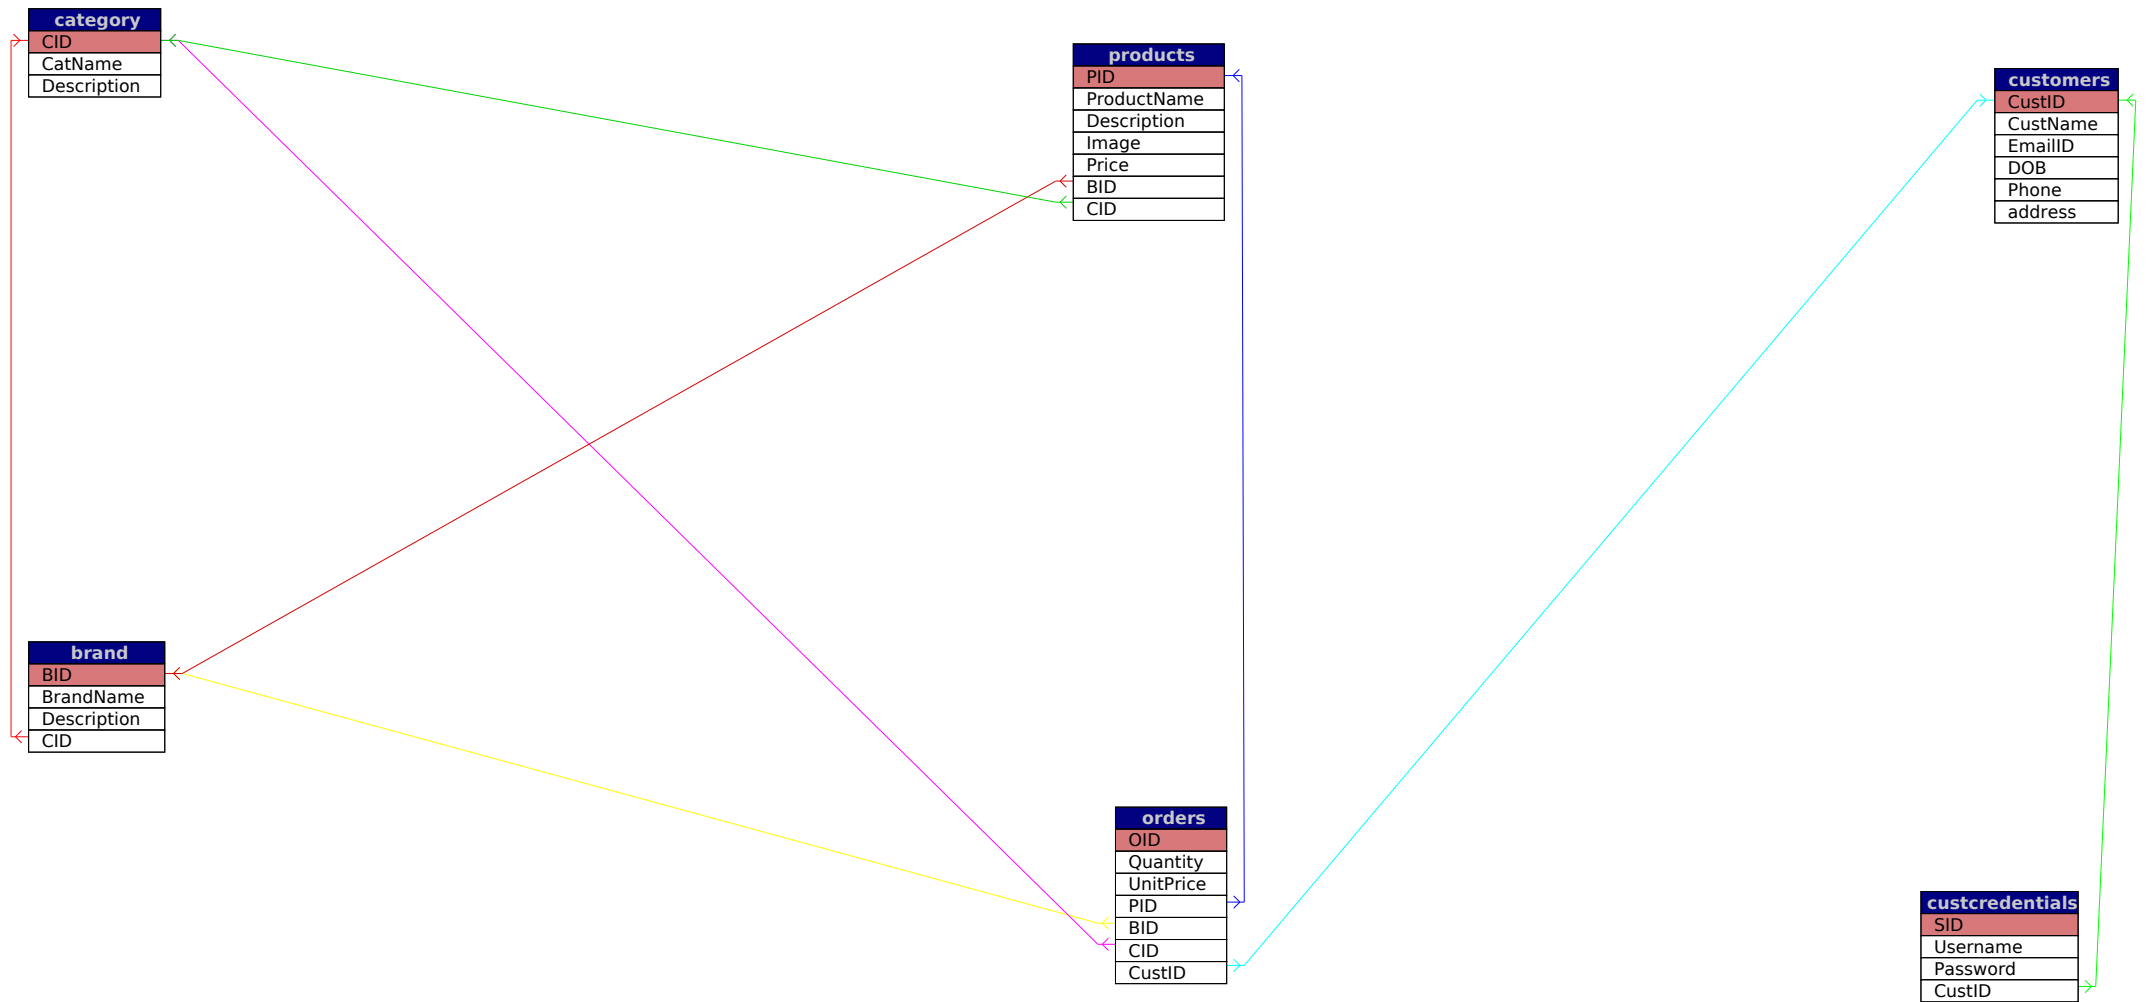 category
CID
CatName
Description
products
PID
ProductName
Description
Image
Price
BID
CID
customers
CustID
CustName
EmailID
DOB
Phone
address
brand
BID
BrandName
Description
CID
orders
OID
Quantity
UnitPrice
PID
BID
CID
CustID
custcredentials
SID
Username
Password
CustID